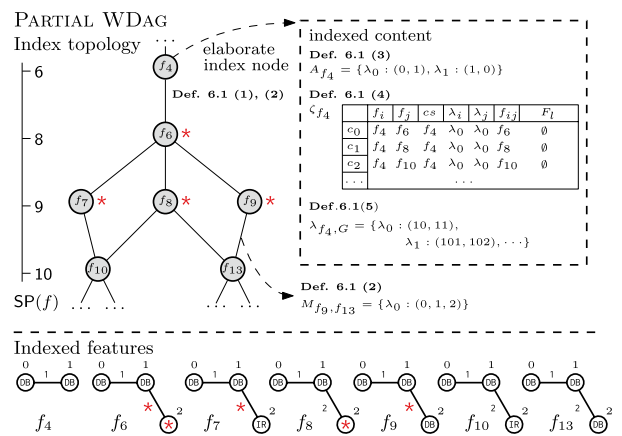 PARTIAL WDAG
Index topology
...
elaborate
index node
f4
Def. 6.1 (1), (2)
6
f6 *
8
f7 * f8 * f9 *
9
f10 f13
10
SP(f)
... ... ... ...
indexed content
Def. 6.1 (3)
A_f4 = {λ0 : (0, 1), λ1 : (1, 0)}
Def. 6.1 (4)
ζ_f4
fi fj cs λi λj fij Fl
c0 f4 f6 f4 λ0 λ0 f6 ∅
c1 f4 f8 f4 λ0 λ0 f8 ∅
c2 f4 f10 f4 λ0 λ0 f10 ∅
... ...
Def.6.1(5)
λ_f4,G = {λ0 : (10, 11),
λ1 : (101, 102), ···}
Def. 6.1 (2)
M_f9,f13 = {λ0 : (0, 1, 2)}
Indexed features
0 1 0 1 0 1 0 1 0 1 0 1 0 1
1 1 1 1 1 1 1
DB DB DB DB DB DB DB DB DB DB DB DB DB DB
* * 2 * 2 2 * 2 * 2 2 2 2 2
IR DB IR DB
f4 f6 f7 f8 f9 f10 f13